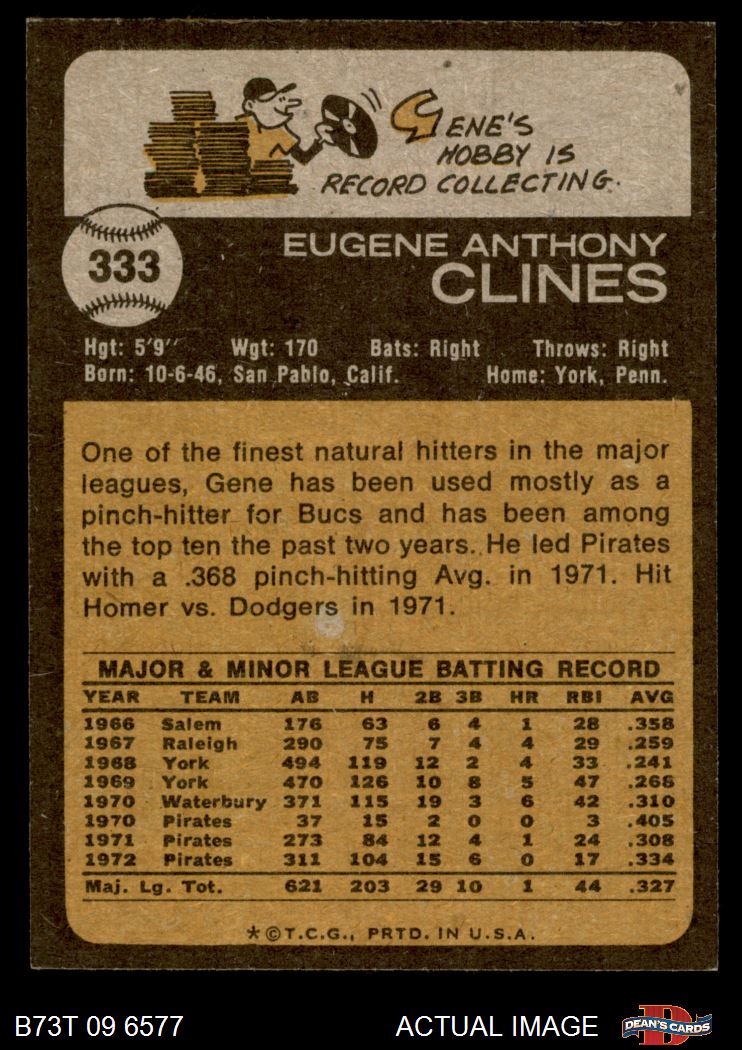 GENE'S
HOBBY IS
RECORD COLLECTING.
333
EUGENE ANTHONY
CLINES
Hgt: 5'9" Wgt: 170 Bats: Right Throws: Right
Born: 10-6-46, San Pablo, Calif. Home: York, Penn.
One of the finest natural hitters in the major
leagues, Gene has been used mostly as a
pinch-hitter for Bucs and has been among
the top ten the past two years. He led Pirates
with a .368 pinch-hitting Avg. in 1971. Hit
Homer vs. Dodgers in 1971.
MAJOR & MINOR LEAGUE BATTING RECORD
YEAR TEAM AB H 2B 3B HR RBI AVG
1966 Salem 176 63 6 4 1 28 .358
1967 Raleigh 290 75 7 4 4 29 .259
1968 York 494 119 12 2 4 33 .241
1969 York 470 126 10 8 5 47 .268
1970 Waterbury 371 115 19 3 6 42 .310
1970 Pirates 37 15 2 0 0 3 .405
1971 Pirates 273 84 12 4 1 24 .308
1972 Pirates 311 104 15 6 0 17 .334
Maj. Lg. Tot. 621 203 29 10 1 44 .327
*©T.C.G., PRTD. IN U.S.A.
B73T 09 6577 ACTUAL IMAGE
D
DEAN'S CARDS